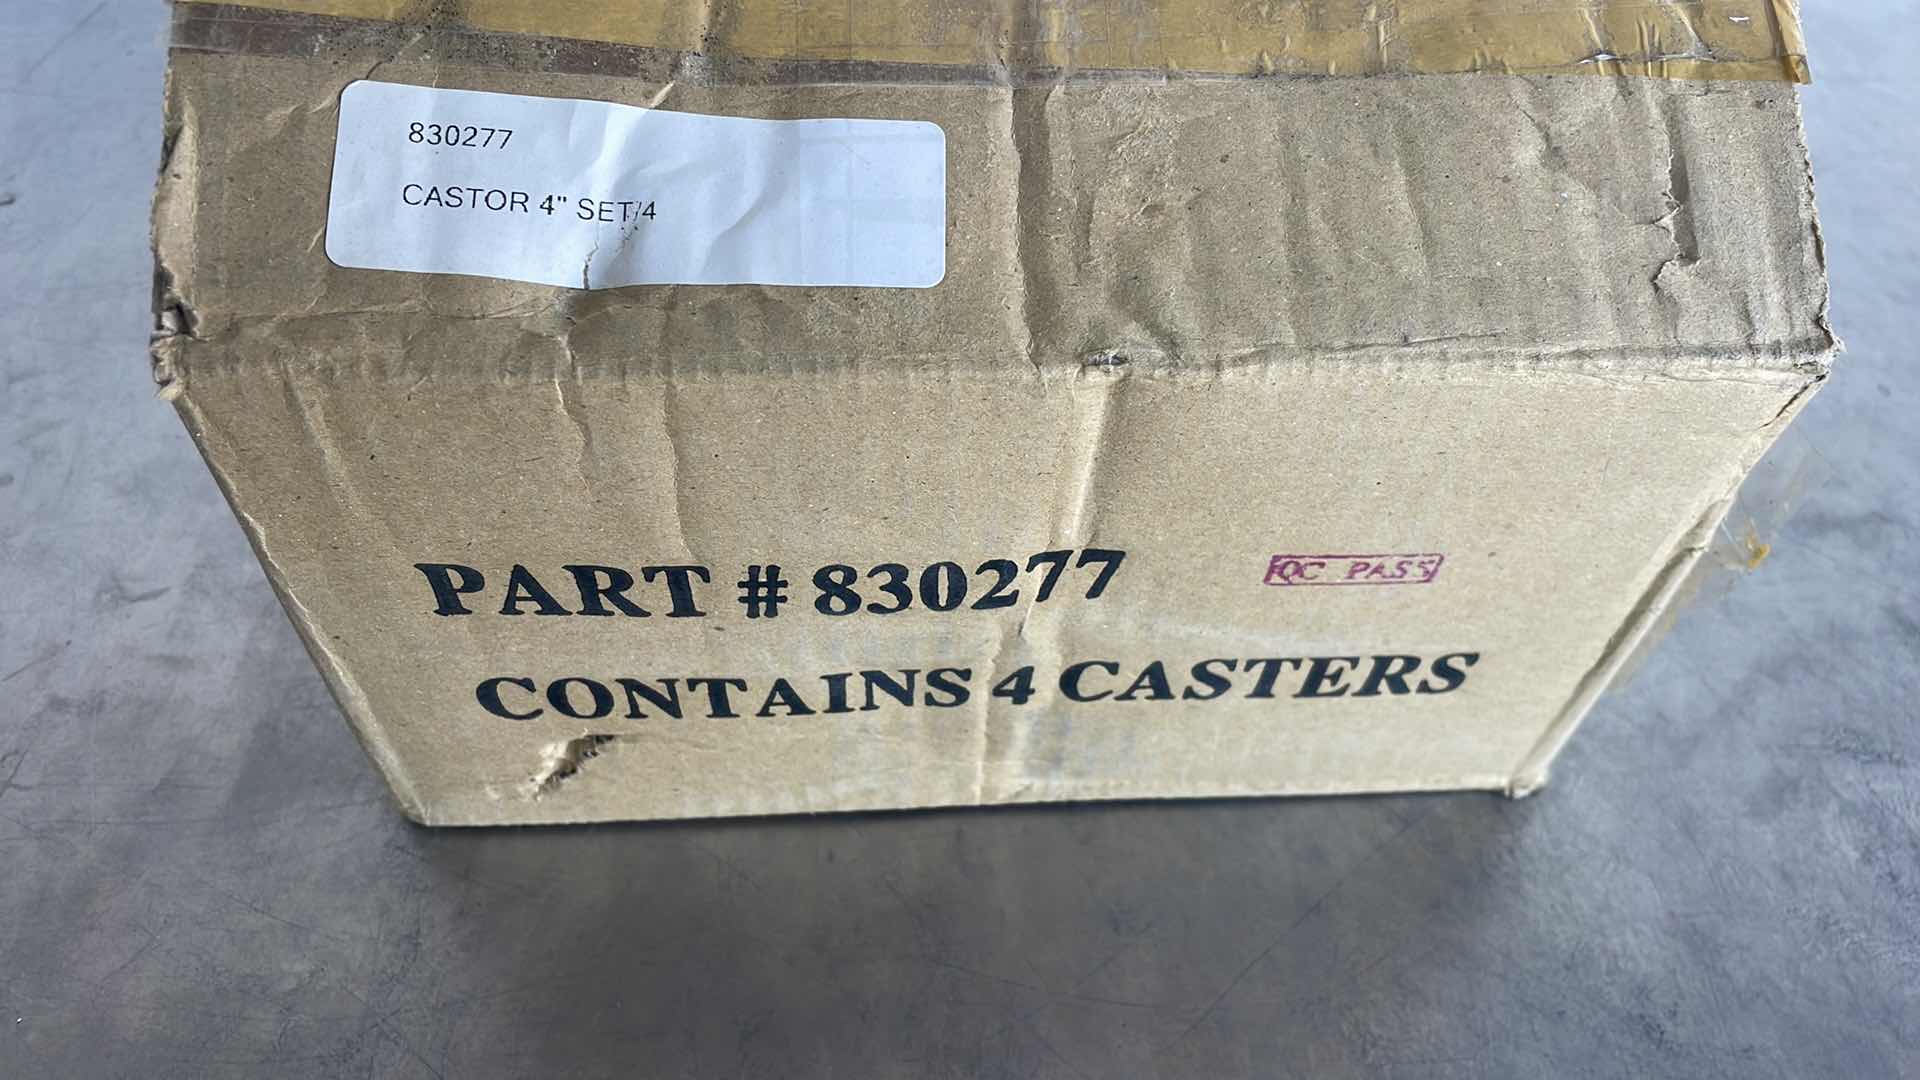 830277
CASTOR 4" SET/4
PART # 830277
QC PASS
CONTAINS 4 CASTERS